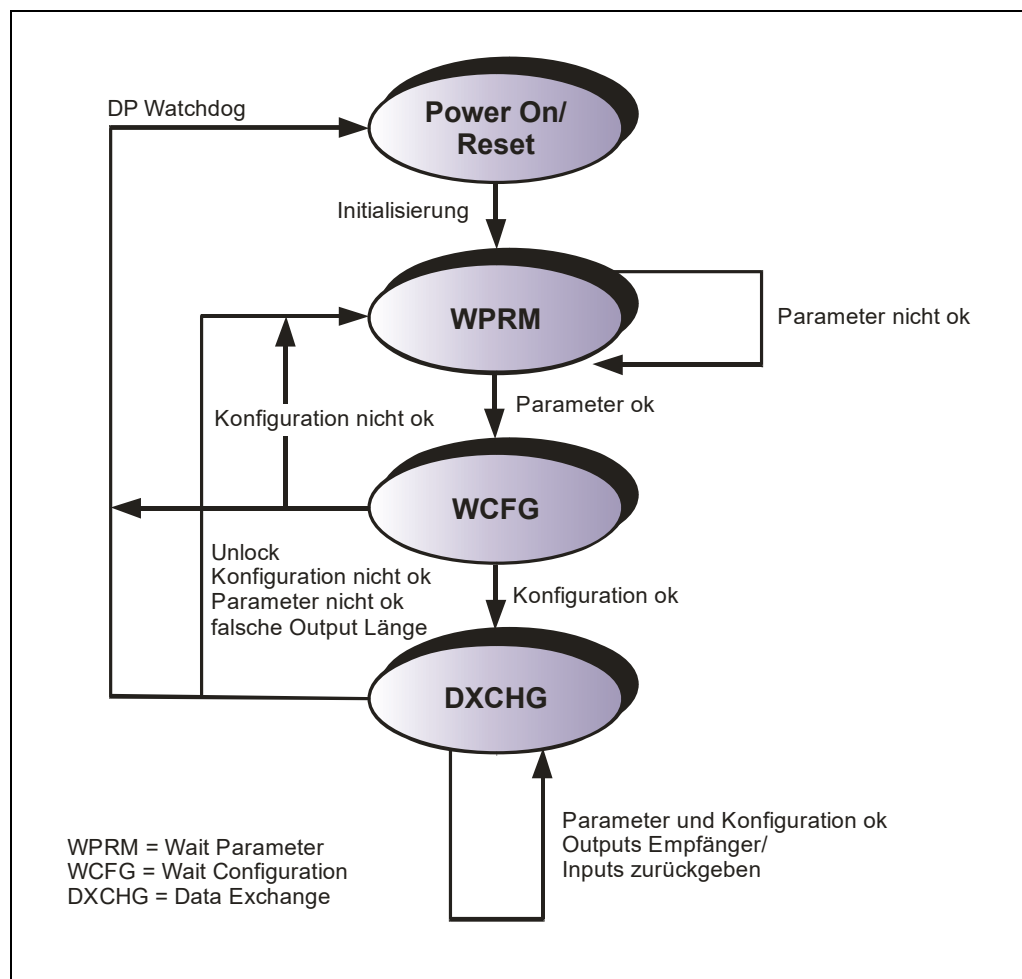 DP Watchdog
Power On/
Reset
Initialisierung
WPRM
Parameter nicht ok
Parameter ok
Konfiguration nicht ok
WCFG
Unlock
Konfiguration nicht ok
Parameter nicht ok
falsche Output Länge
Konfiguration ok
DXCHG
Parameter und Konfiguration ok
Outputs Empfänger/
Inputs zurückgeben
WPRM = Wait Parameter
WCFG = Wait Configuration
DXCHG = Data Exchange